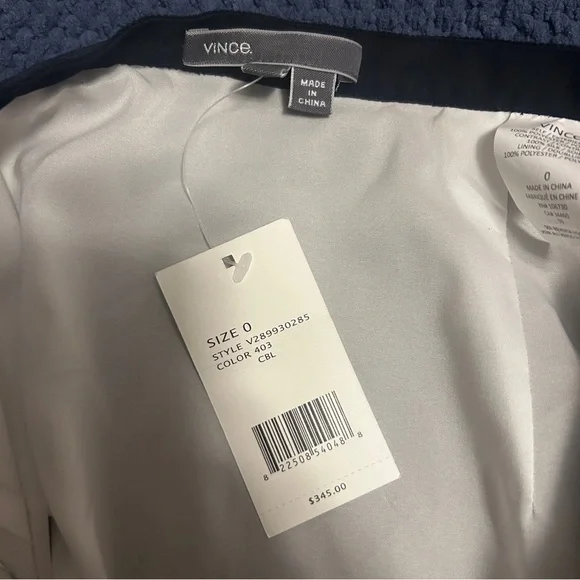 VINCE.
MADE
IN
CHINA
VINCE.
100% POLYESTER
0
MADE IN CHINA
FABRIQUÉ EN CHINE
SIZE 0
STYLE V289930285
COLOR 403
CBL
8 22508 54048 8
$345.00